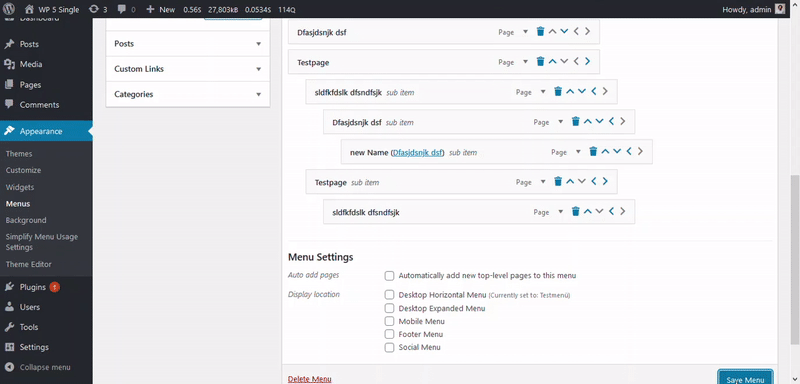 WP 5 Single 3 0 New 0.56S 27,803kB 0.0534S 114Q Howdy, admin
Dashboard
Posts
Media
Pages
Comments
Appearance
Themes
Customize
Widgets
Menus
Background
Simplify Menu Usage
Settings
Theme Editor
Plugins 1
Users
Tools
Settings
Collapse menu
Posts
Custom Links
Categories
Dfasjdsnjk dsf Page
Testpage Page
sldfkfdslk dfsndfsjk sub item Page
Dfasjdsnjk dsf sub item Page
new Name (Dfasjdsnjk dsf) sub item Page
Testpage sub item Page
sldfkfdslk dfsndfsjk Page
Menu Settings
Auto add pages Automatically add new top-level pages to this menu
Display location Desktop Horizontal Menu (Currently set to: Testmenü)
Desktop Expanded Menu
Mobile Menu
Footer Menu
Social Menu
Delete Menu Save Menu